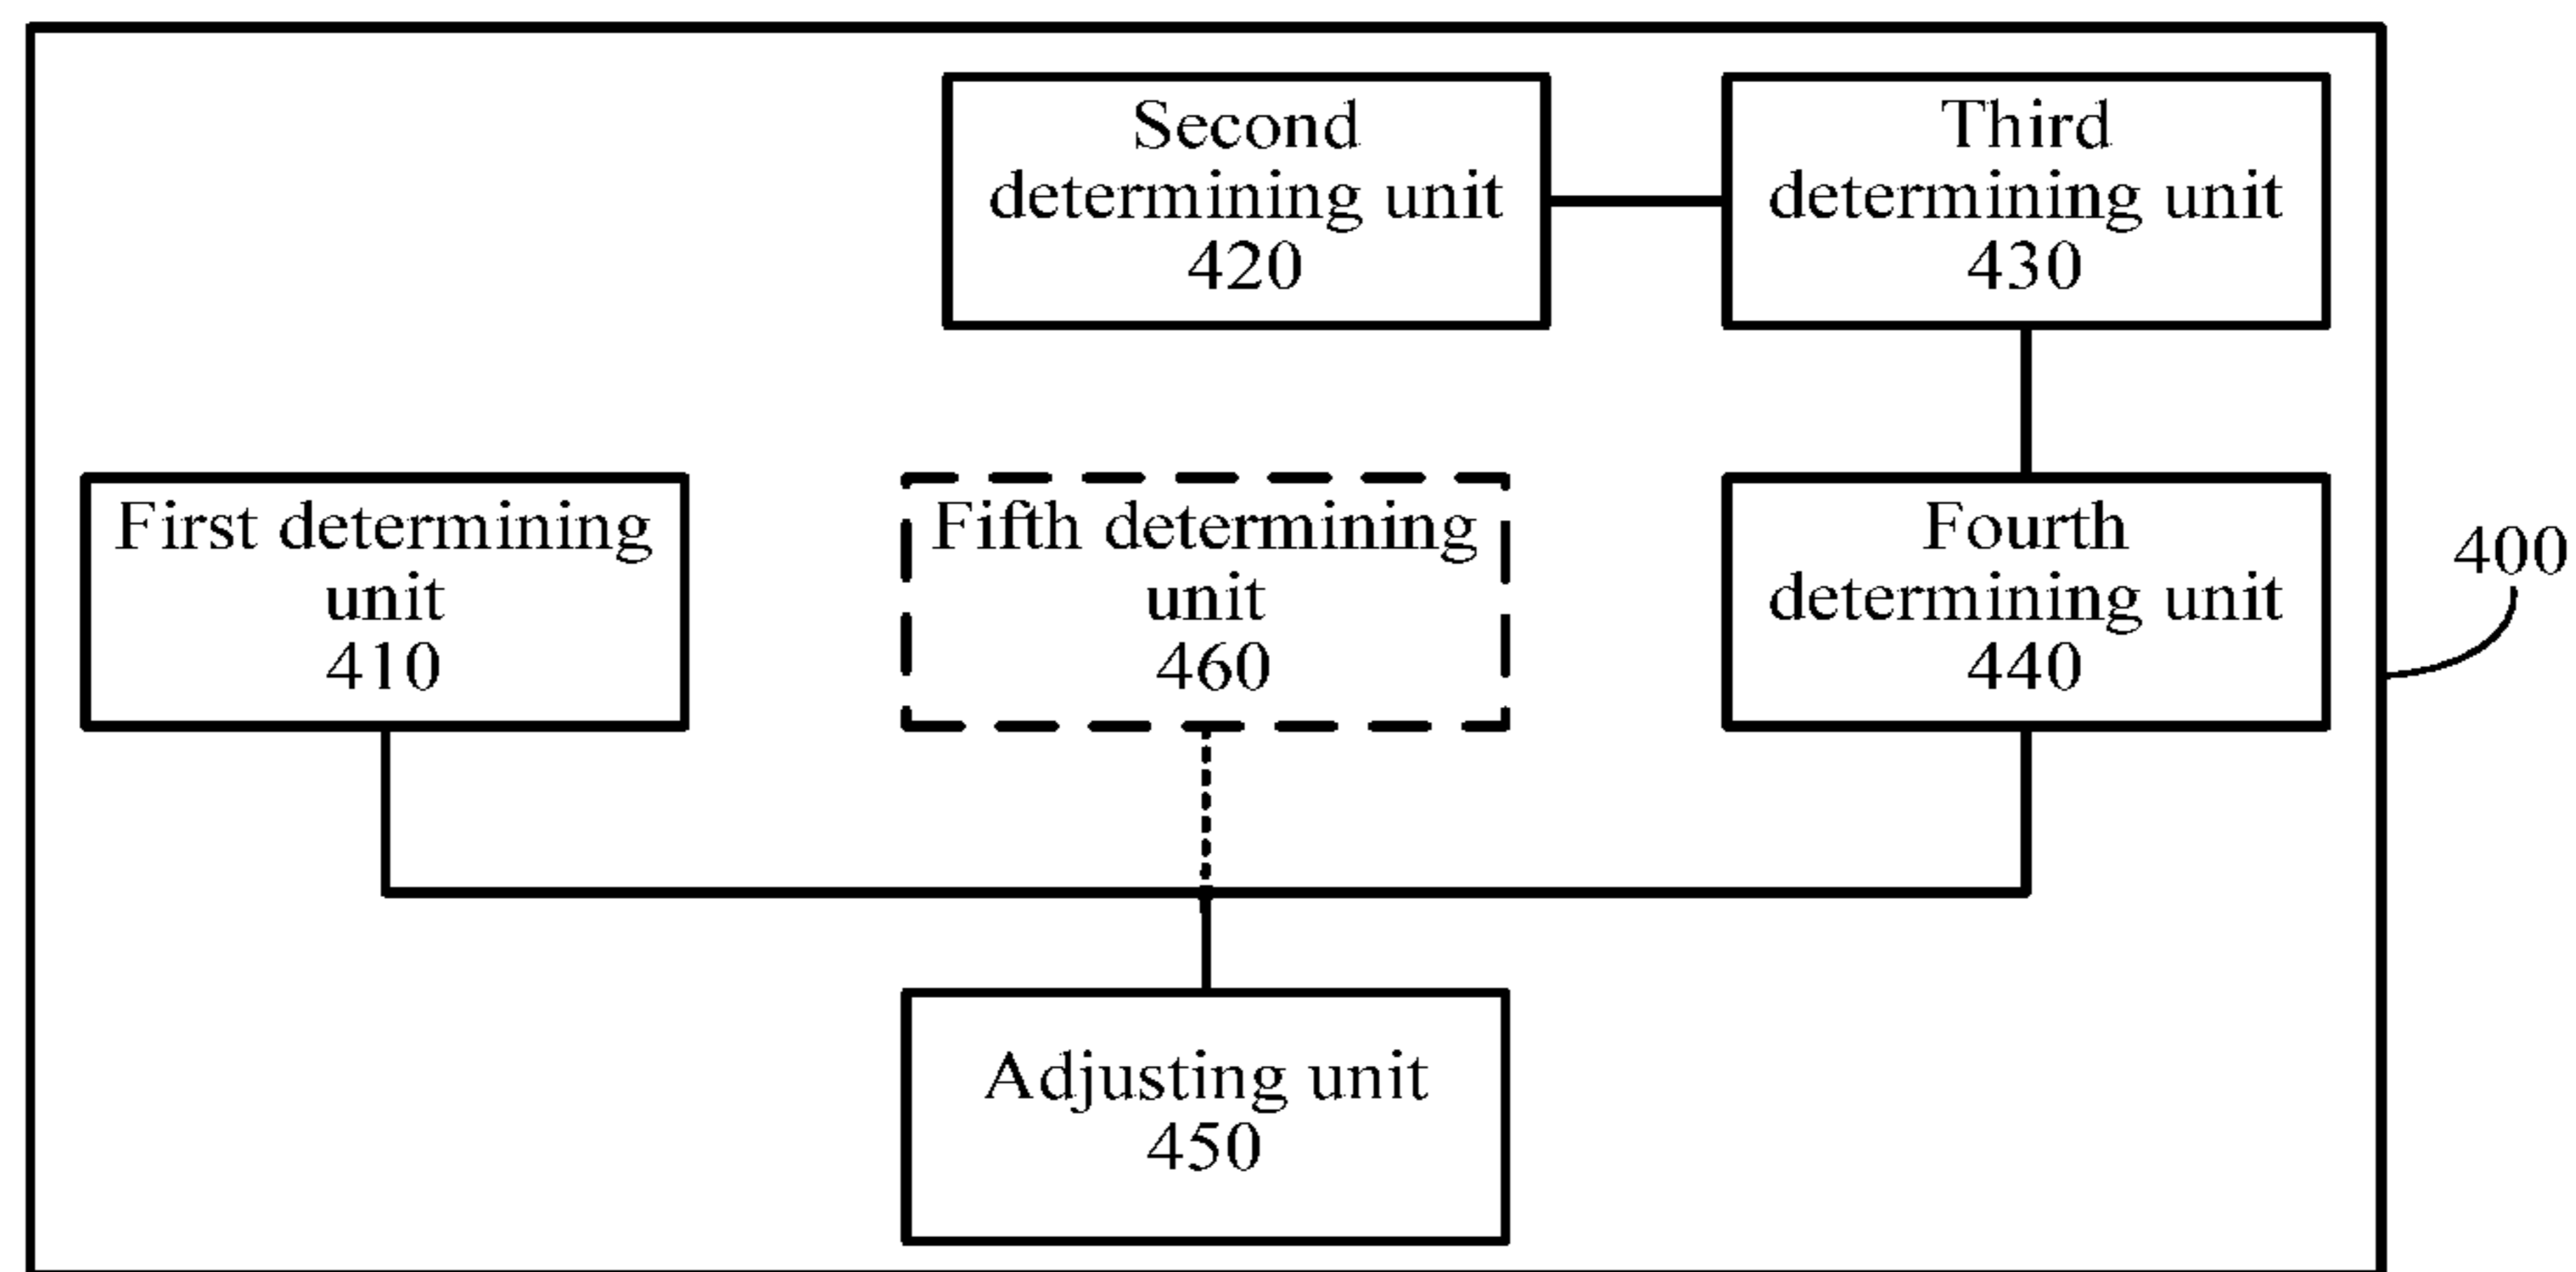 Second
determining unit
420
Third
determining unit
430
First determining
unit
410
Fifth determining
unit
460
Fourth
determining unit
440
400
Adjusting unit
450